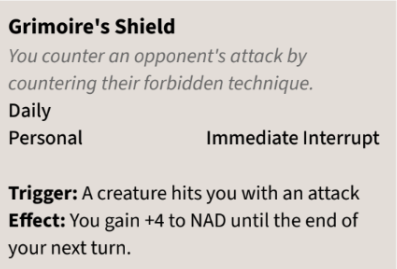 Grimoire's Shield
You counter an opponent's attack by
countering their forbidden technique.
Daily
Personal Immediate Interrupt
Trigger: A creature hits you with an attack
Effect: You gain +4 to NAD until the end of
your next turn.